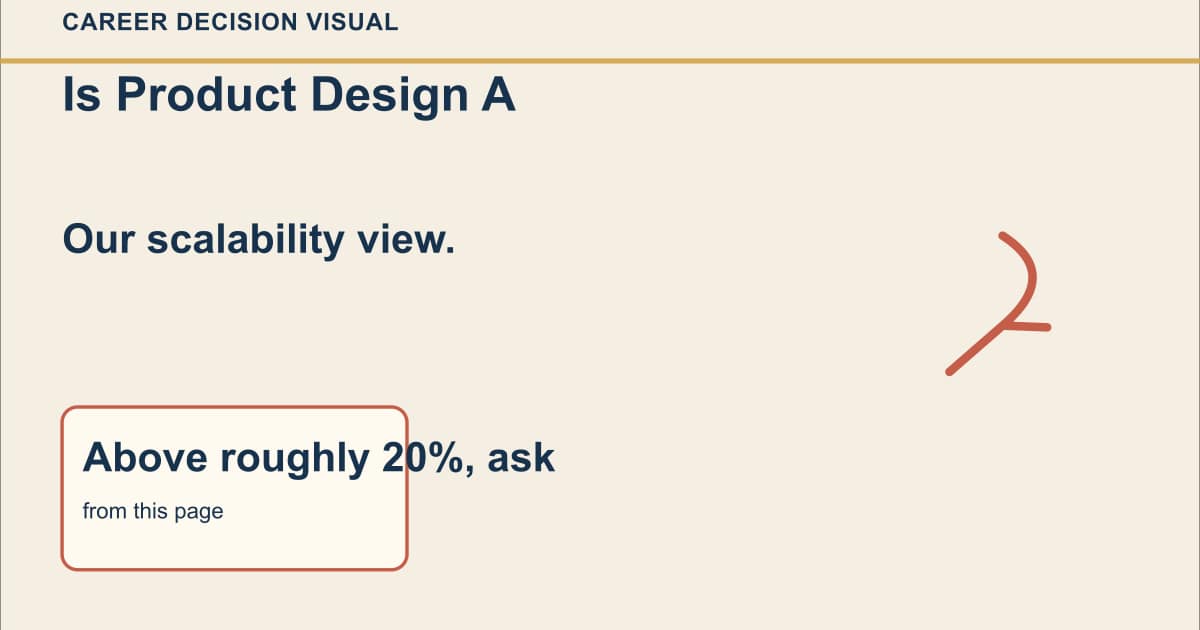 CAREER DECISION VISUAL
Is Product Design A
Our scalability view.
Above roughly 20%, ask
from this page